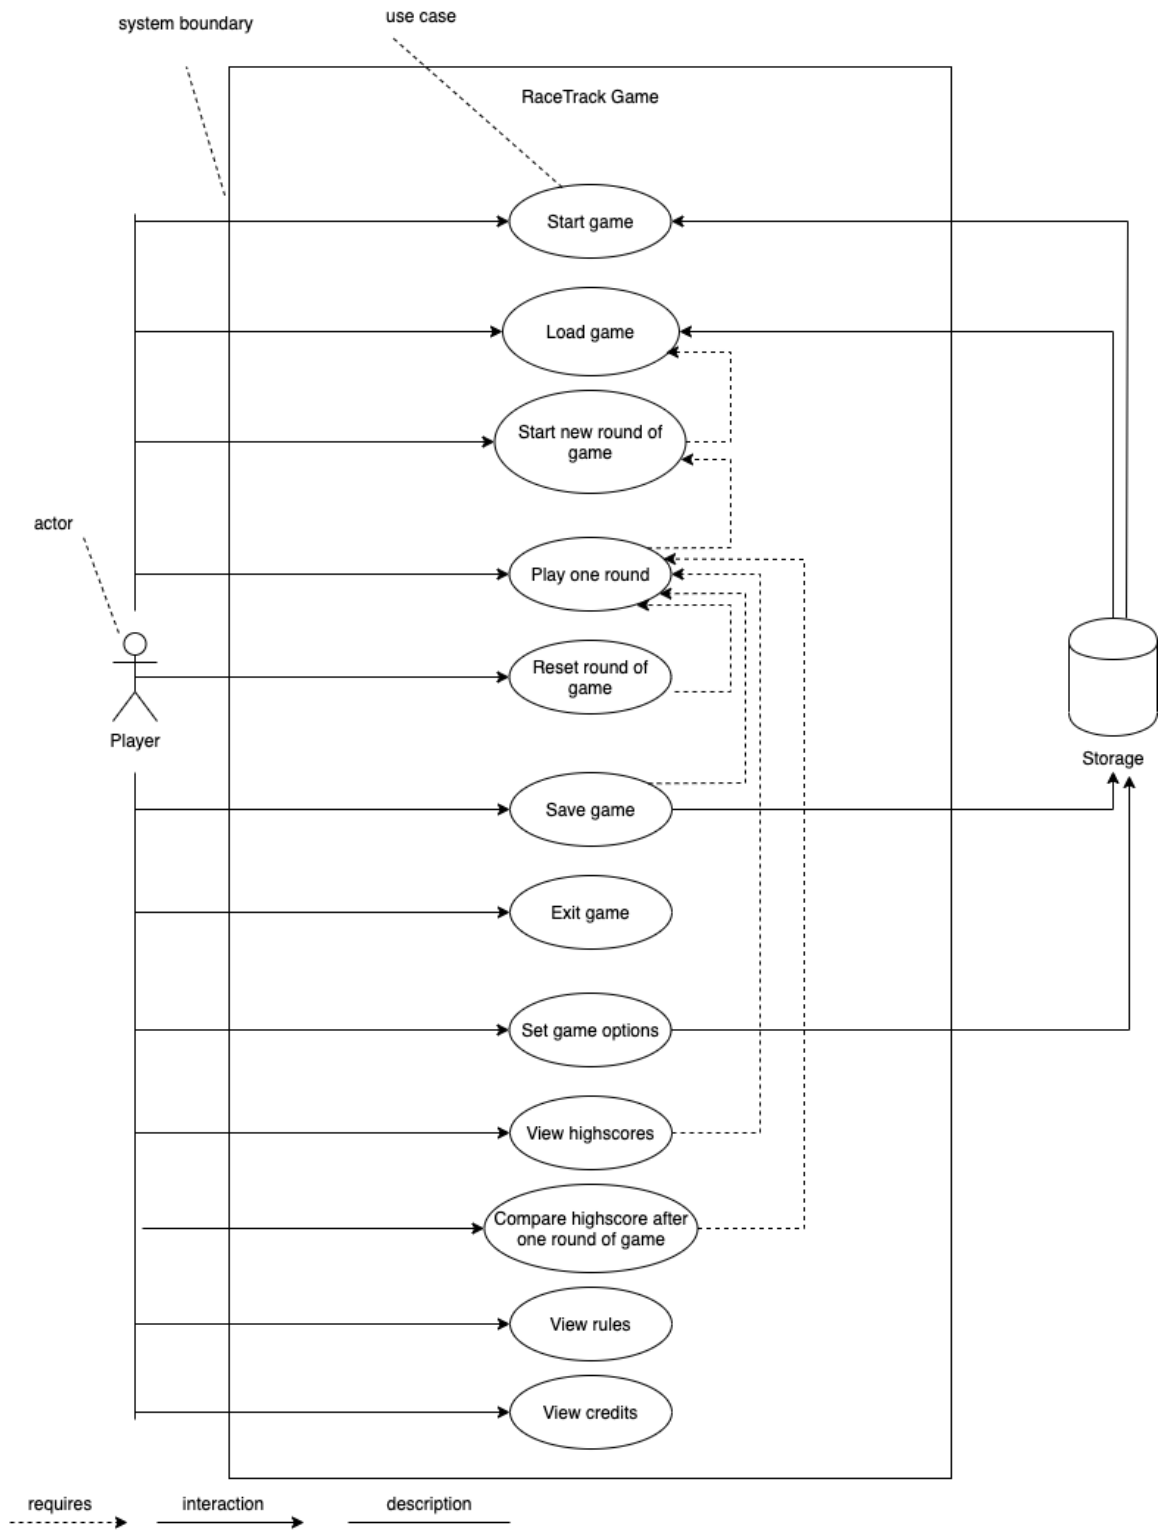 system boundary
use case
RaceTrack Game
Start game
Load game
Start new round of
game
actor
Play one round
Reset round of
game
Player
Storage
Save game
Exit game
Set game options
View highscores
Compare highscore after
one round of game
View rules
View credits
requires
interaction
description